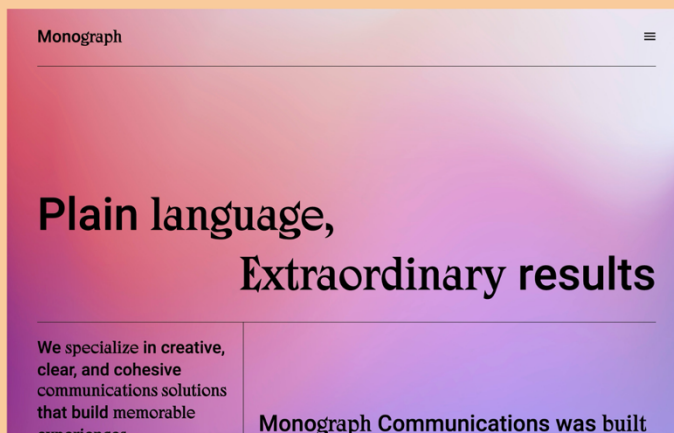 Monograph
Plain language,
Extraordinary results
We specialize in creative,
clear, and cohesive
communications solutions
that build memorable
experiences
Monograph Communications was built